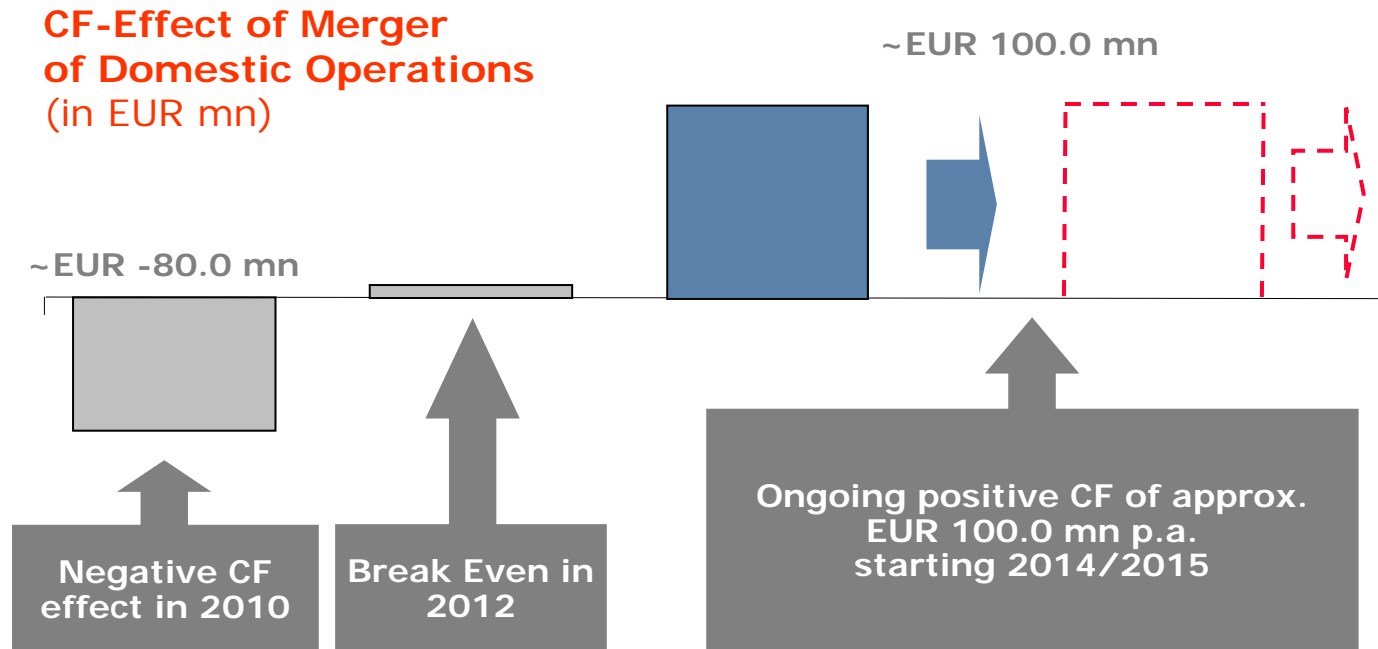 CF-Effect of Merger
of Domestic Operations
(in EUR mn)
~EUR 100.0 mn
~EUR -80.0 mn
Negative CF
effect in 2010
Break Even in
2012
Ongoing positive CF of approx.
EUR 100.0 mn p.a.
starting 2014/2015